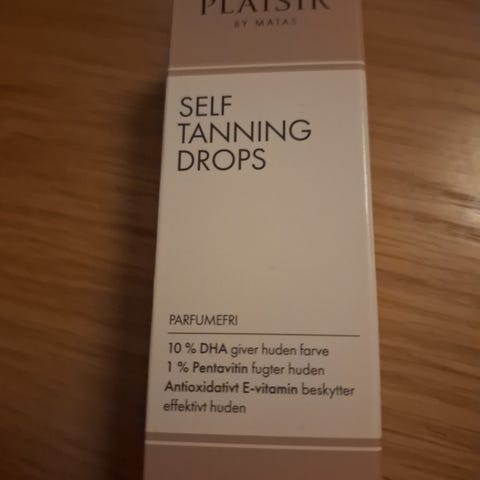 PLAISIR
BY MATAS
SELF
TANNING
DROPS
PARFUMEFRI
10 % DHA giver huden farve
1 % Pentavitin fugter huden
Antioxidativt E-vitamin beskytter
effektivt huden